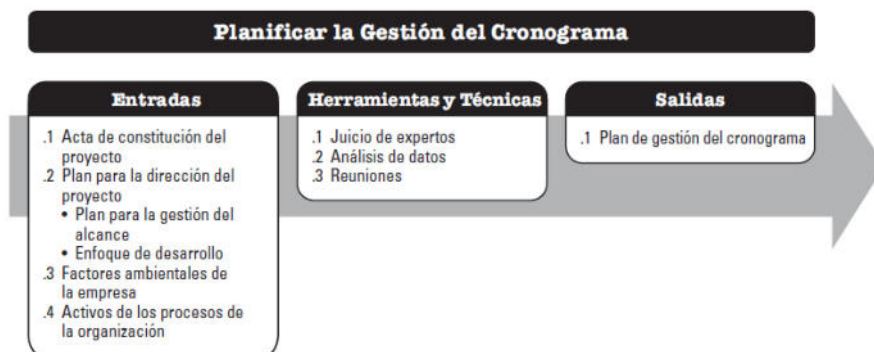 Planificar la Gestión del Cronograma
Entradas
.1 Acta de constitución del
proyecto
.2 Plan para la dirección del
proyecto
• Plan para la gestión del
alcance
• Enfoque de desarrollo
.3 Factores ambientales de
la empresa
.4 Activos de los procesos de
la organización
Herramientas y Técnicas
.1 Juicio de expertos
.2 Análisis de datos
.3 Reuniones
Salidas
.1 Plan de gestión del cronograma